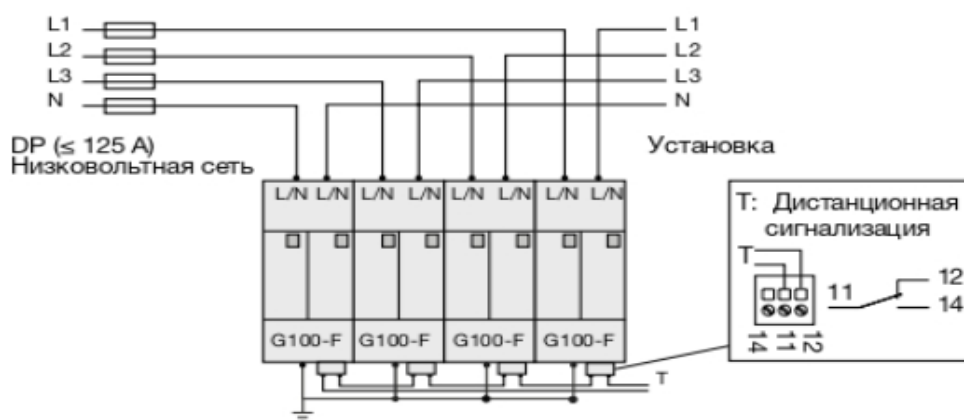 L1
L2
L3
N
L1
L2
L3
N
DP (≤ 125 A)
Низковольтная сеть
Установка
L/N L/N L/N L/N L/N L/N L/N L/N
G100-F G100-F G100-F G100-F
T
T: Дистанционная
сигнализация
T
11
12
14
14 11 12